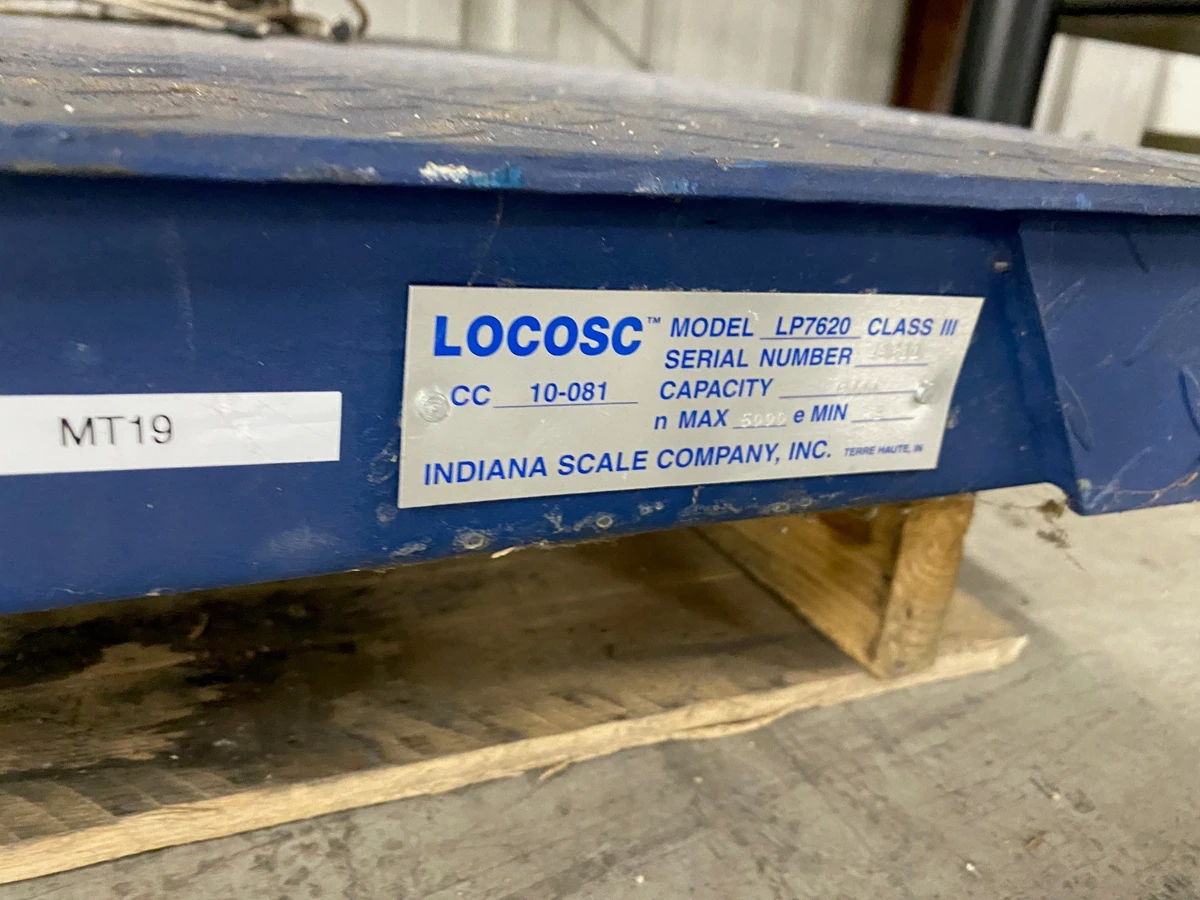 LOCOSC™ MODEL LP7620 CLASS III
SERIAL NUMBER
CC 10-081 CAPACITY
n MAX 5000 e MIN
INDIANA SCALE COMPANY, INC. TERRE HAUTE, IN
MT19